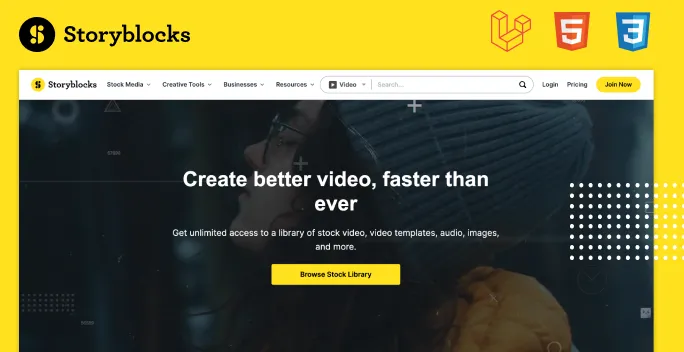 Storyblocks
5
3
Storyblocks Stock Media Creative Tools Businesses Resources Video Search... Login Pricing Join Now
Create better video, faster than
ever
Get unlimited access to a library of stock video, video templates, audio, images,
and more.
Browse Stock Library